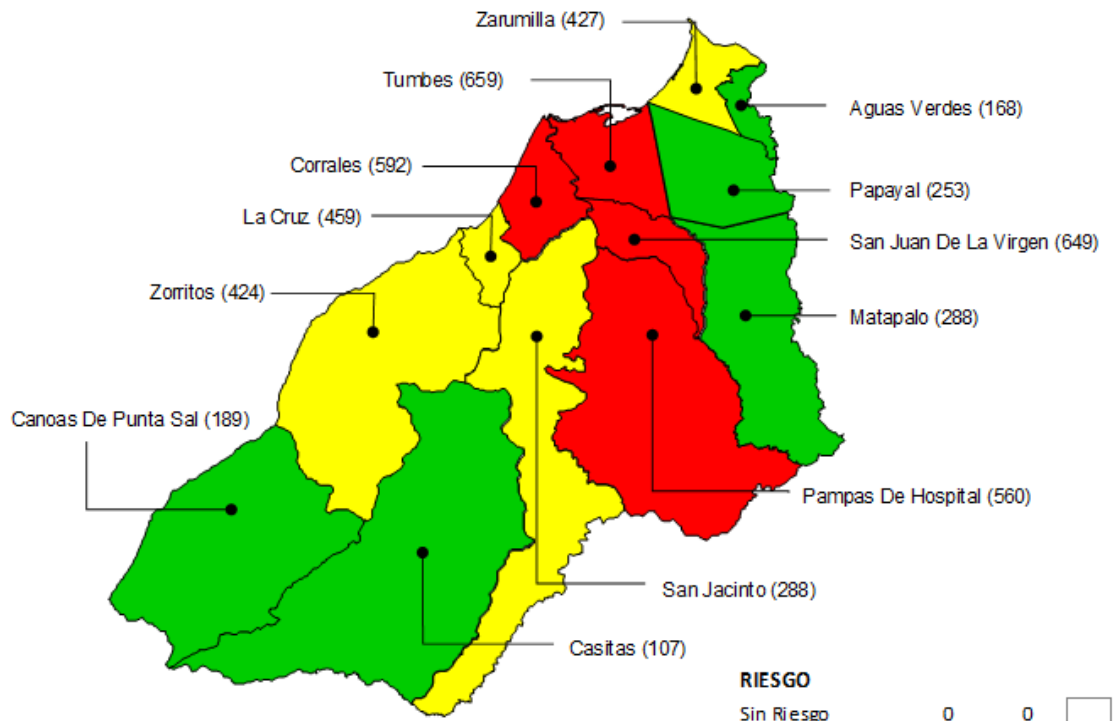 Zarumilla (427)
Tumbes (659)
Aguas Verdes (168)
Corrales (592)
Papayal (253)
La Cruz (459)
San Juan De La Virgen (649)
Zorritos (424)
Matapalo (288)
Canoas De Punta Sal (189)
Pampas De Hospital (560)
San Jacinto (288)
Casitas (107)
RIESGO
Sin Riesgo 0 0